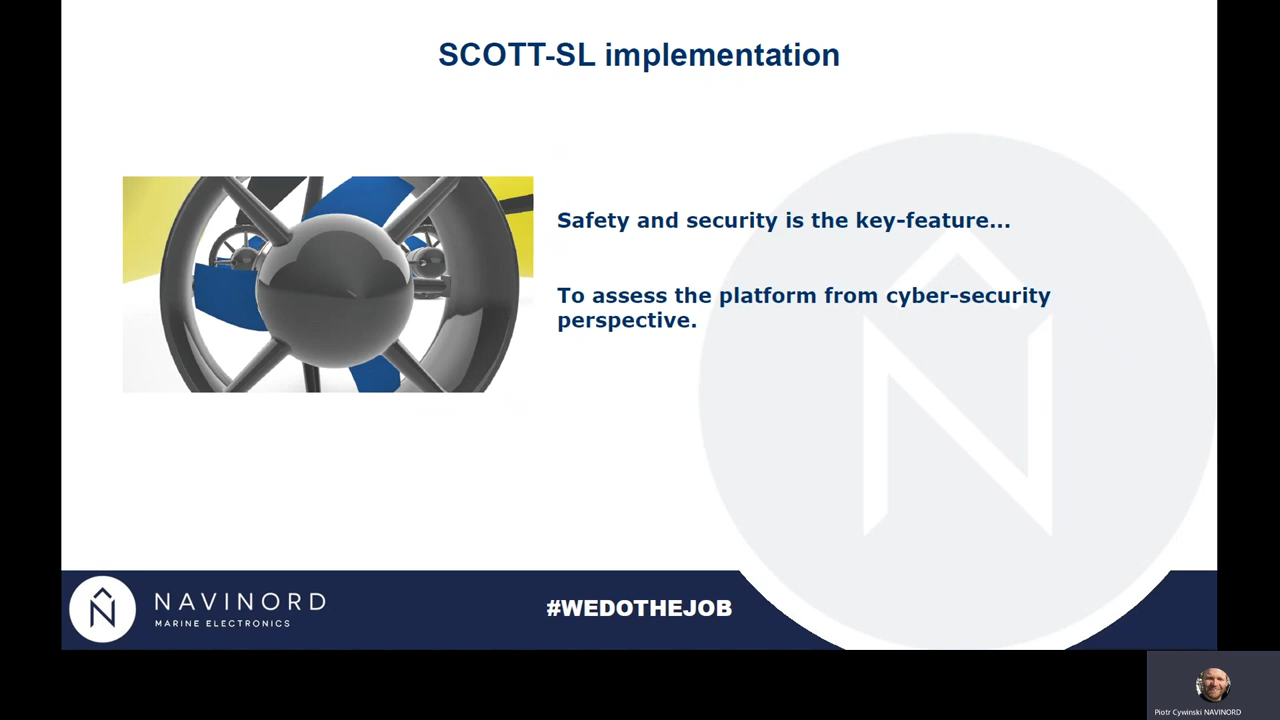 SCOTT-SL implementation
Safety and security is the key-feature...
To assess the platform from cyber-security
perspective.
NAVINORD
MARINE ELECTRONICS
#WEDOTHEJOB
Piotr Cywinski NAVINORD